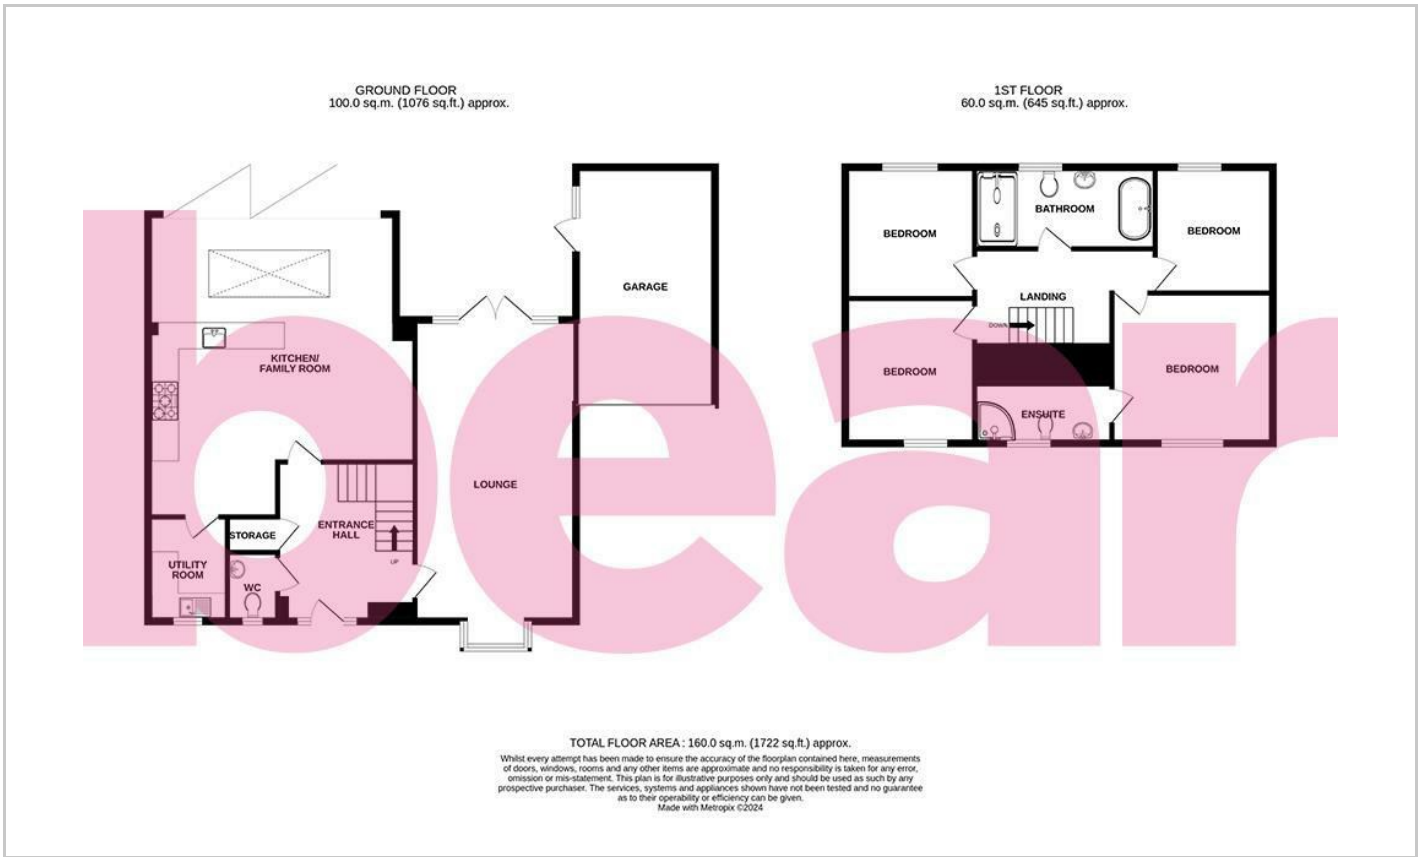 GROUND FLOOR
100.0 sq.m. (1076 sq.ft.) approx.
1ST FLOOR
60.0 sq.m. (645 sq.ft.) approx.
GARAGE
KITCHEN/
FAMILY ROOM
LOUNGE
ENTRANCE
HALL
UP
STORAGE
UTILITY
ROOM
WC
BEDROOM
BATHROOM
BEDROOM
LANDING
DOWN
BEDROOM
BEDROOM
ENSUITE
bear
TOTAL FLOOR AREA : 160.0 sq.m. (1722 sq.ft.) approx.
Whilst every attempt has been made to ensure the accuracy of the floorplan contained here, measurements
of doors, windows, rooms and any other items are approximate and no responsibility is taken for any error,
omission or mis-statement. This plan is for illustrative purposes only and should be used as such by any
prospective purchaser. The services, systems and appliances shown have not been tested and no guarantee
as to their operability or efficiency can be given.
Made with Metropix ©2024